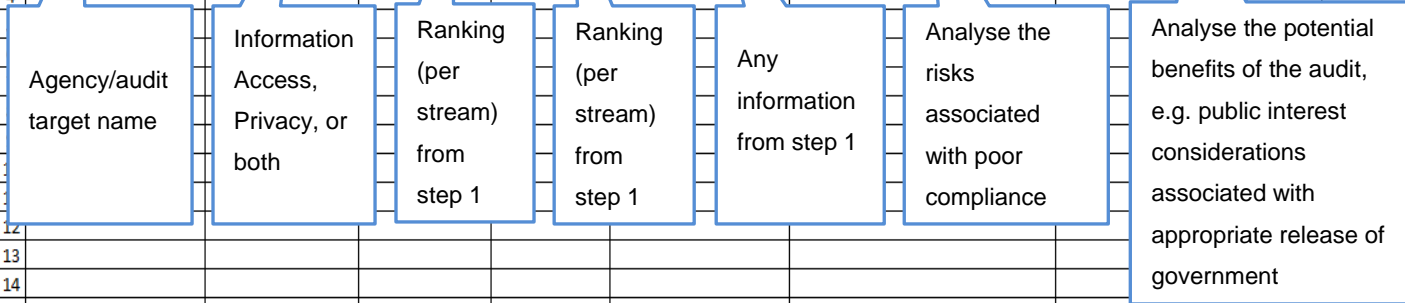 Agency/audit
target name
Information
Access,
Privacy, or
both
Ranking
(per
stream)
from
step 1
Ranking
(per
stream)
from
step 1
Any
information
from step 1
Analyse the
risks
associated
with poor
compliance
Analyse the potential
benefits of the audit,
e.g. public interest
considerations
associated with
appropriate release of
government
12
13
14